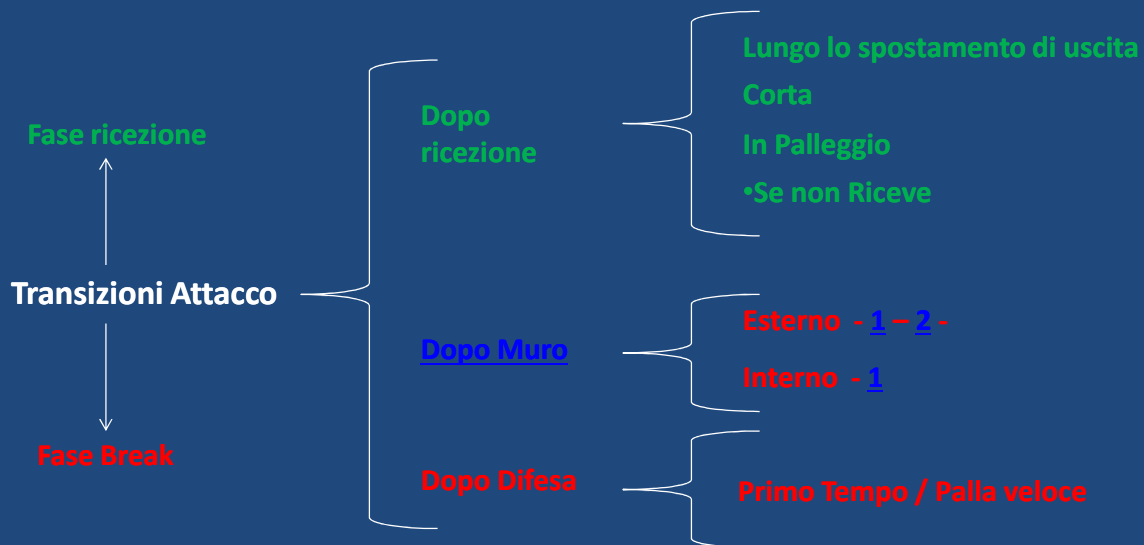 Fase ricezione
Transizioni Attacco
Fase Break
Dopo
ricezione
Lungo lo spostamento di uscita
Corta
In Palleggio
•Se non Riceve
Dopo Muro
Esterno - 1 – 2 -
Interno - 1
Dopo Difesa
Primo Tempo / Palla veloce